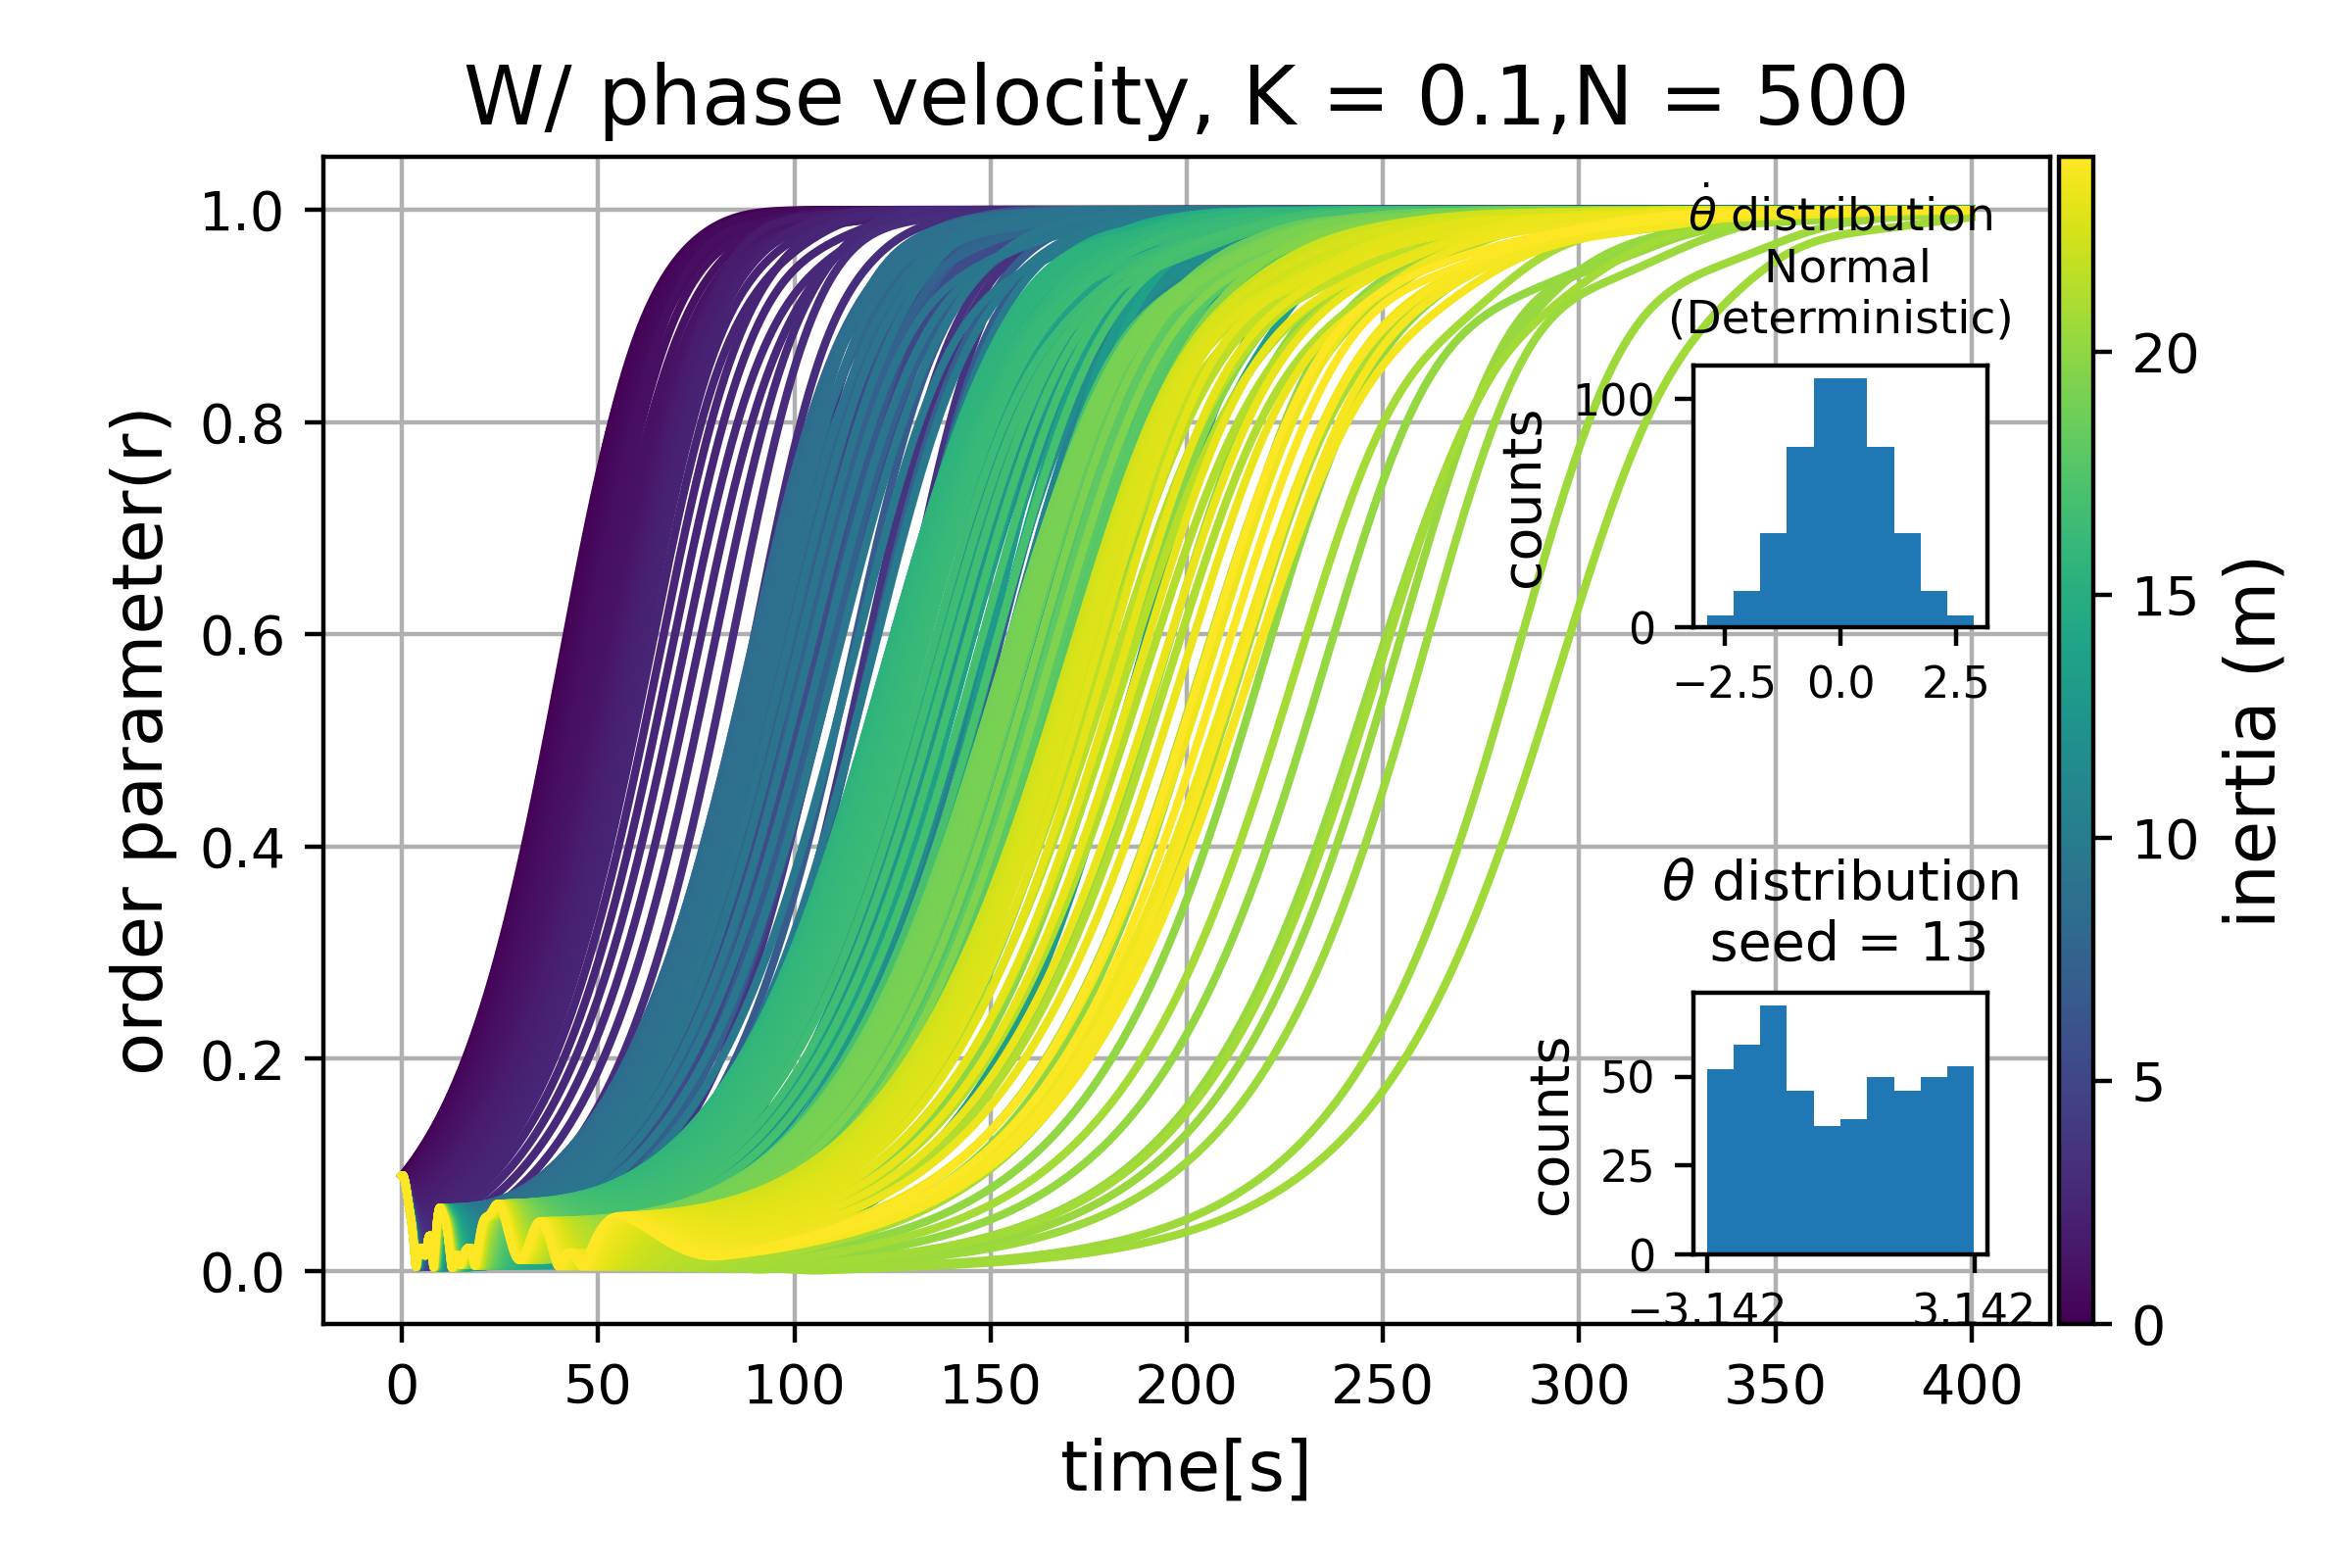 W/ phase velocity, K = 0.1,N = 500
order parameter(r)
1.0
0.8
0.6
0.4
0.2
0.0
0 50 100 150 200 250 300 350 400
time[s]
θ̇ distribution
Normal
(Deterministic)
counts
100
0
−2.5 0.0 2.5
θ distribution
seed = 13
counts
50
25
0
−3.142 3.142
20
15
10
5
0
inertia (m)